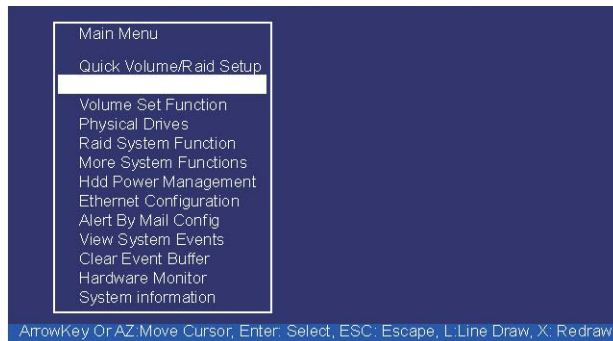 Main Menu
Quick Volume/Raid Setup
Volume Set Function
Physical Drives
Raid System Function
More System Functions
Hdd Power Management
Ethernet Configuration
Alert By Mail Config
View System Events
Clear Event Buffer
Hardware Monitor
System information
ArrowKey Or AZ:Move Cursor, Enter: Select, ESC: Escape, L:Line Draw, X: Redraw